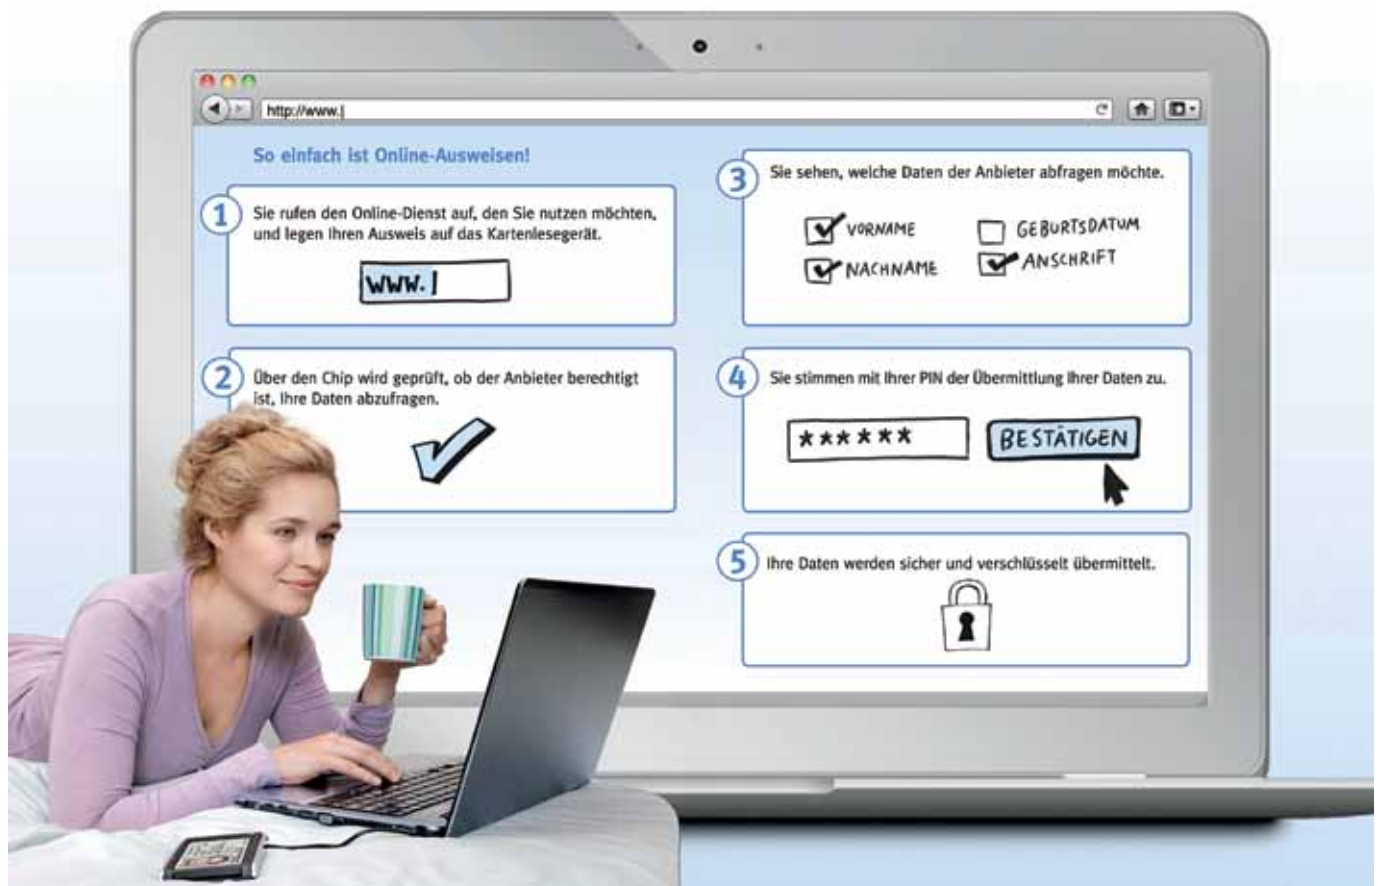 http://www.
So einfach ist Online-Ausweisen!
1
Sie rufen den Online-Dienst auf, den Sie nutzen möchten,
und legen Ihren Ausweis auf das Kartenlesegerät.
WWW.
2
Über den Chip wird geprüft, ob der Anbieter berechtigt
ist, Ihre Daten abzufragen.
3
Sie sehen, welche Daten der Anbieter abfragen möchte.
VORNAME
GEBURTSDATUM
NACHNAME
ANSCHRIFT
4
Sie stimmen mit Ihrer PIN der Übermittlung Ihrer Daten zu.
******
BESTÄTIGEN
5
Ihre Daten werden sicher und verschlüsselt übermittelt.